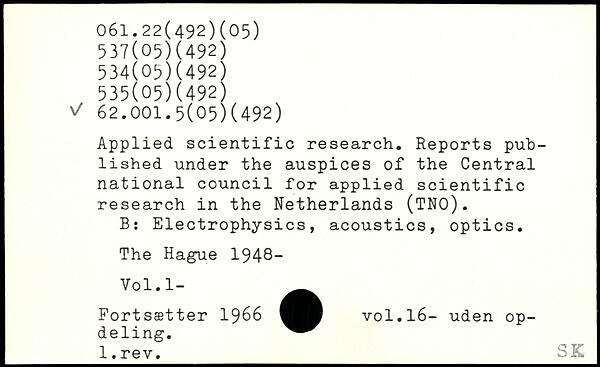 061.22(492)(05)
537(05)(492)
534(05)(492)
535(05)(492)
✓ 62.001.5(05)(492)
Applied scientific research. Reports pub-
lished under the auspices of the Central
national council for applied scientific
research in the Netherlands (TNO).
B: Electrophysics, acoustics, optics.
The Hague 1948-
Vol.1-
Fortsætter 1966 vol.16- uden op-
deling.
1.rev.
SK